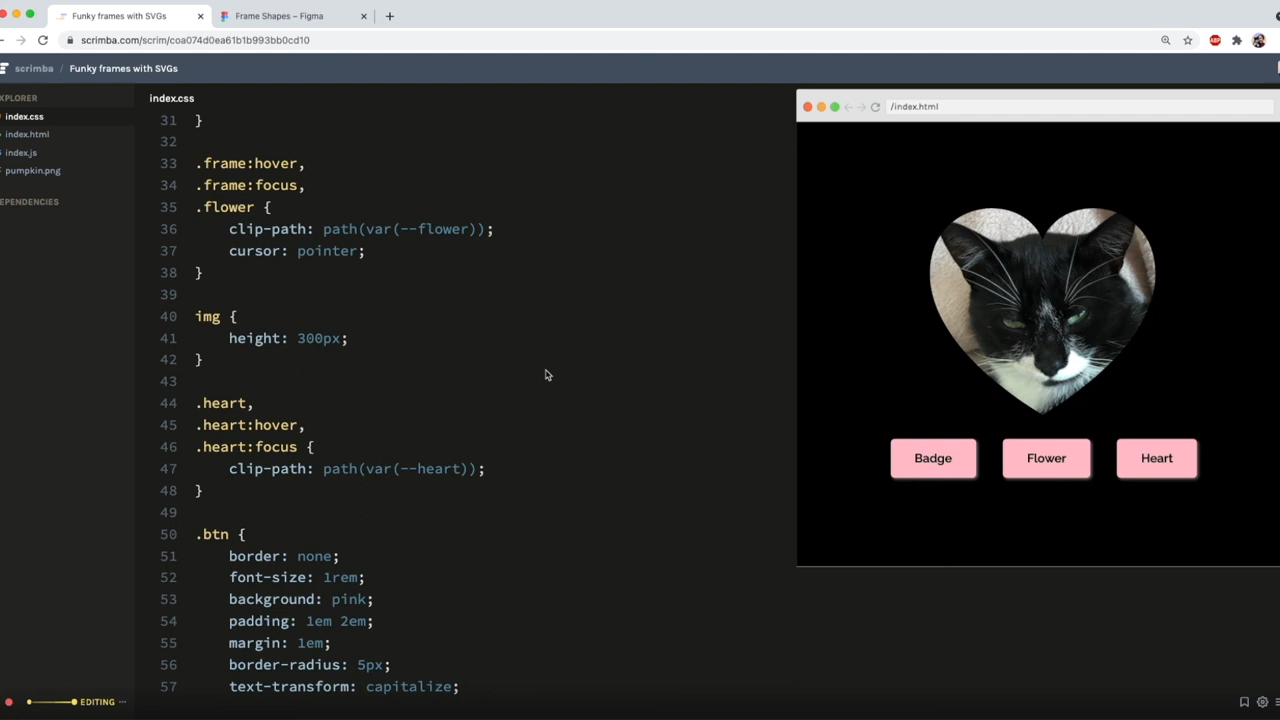 Funky frames with SVGs
Frame Shapes – Figma
scrimba.com/scrim/coa074d0ea61b1b993bb0cd10
ABP
scrimba / Funky frames with SVGs
XPLORER
index.css
index.html
index.js
pumpkin.png
EPENDENCIES
index.css
31 }
32
33 .frame:hover,
34 .frame:focus,
35 .flower {
36 clip-path: path(var(--flower));
37 cursor: pointer;
38 }
39
40 img {
41 height: 300px;
42 }
43
44 .heart,
45 .heart:hover,
46 .heart:focus {
47 clip-path: path(var(--heart));
48 }
49
50 .btn {
51 border: none;
52 font-size: 1rem;
53 background: pink;
54 padding: 1em 2em;
55 margin: 1em;
56 border-radius: 5px;
57 text-transform: capitalize;
/index.html
Badge
Flower
Heart
EDITING ...